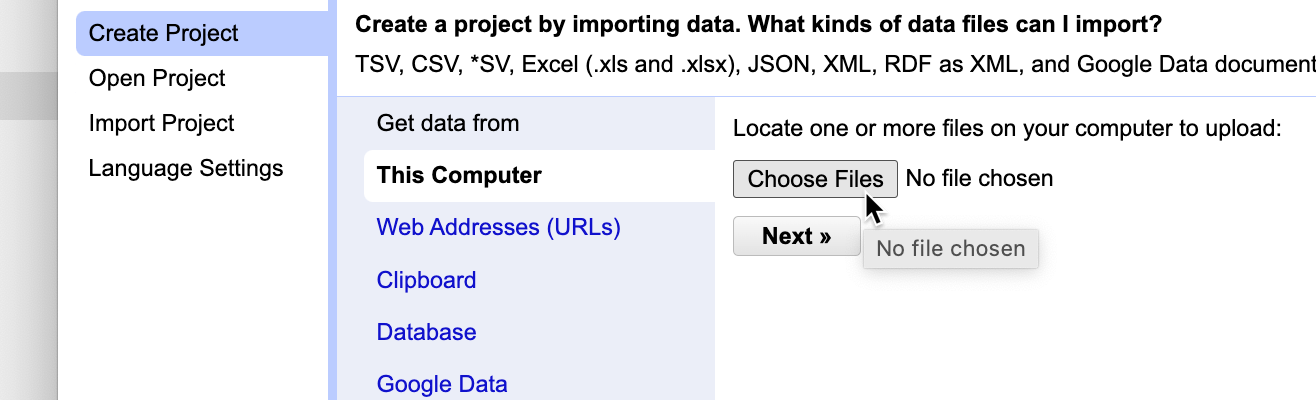 Create Project
Open Project
Import Project
Language Settings
Create a project by importing data. What kinds of data files can I import?
TSV, CSV, *SV, Excel (.xls and .xlsx), JSON, XML, RDF as XML, and Google Data document
Get data from
This Computer
Web Addresses (URLs)
Clipboard
Database
Google Data
Locate one or more files on your computer to upload:
Choose Files No file chosen
Next »
No file chosen